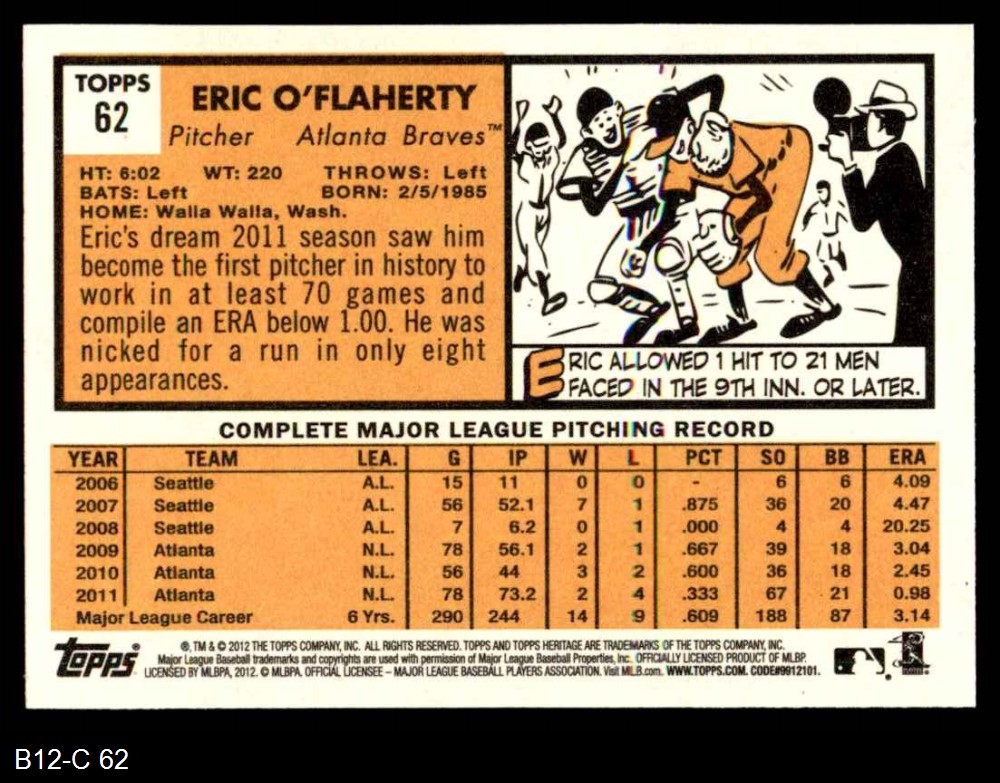 TOPPS
62
ERIC O'FLAHERTY
Pitcher Atlanta Braves™
HT: 6:02 WT: 220 THROWS: Left
BATS: Left BORN: 2/5/1985
HOME: Walla Walla, Wash.
Eric's dream 2011 season saw him
become the first pitcher in history to
work in at least 70 games and
compile an ERA below 1.00. He was
nicked for a run in only eight
appearances.
ERIC ALLOWED 1 HIT TO 21 MEN
FACED IN THE 9TH INN. OR LATER.
COMPLETE MAJOR LEAGUE PITCHING RECORD
YEAR TEAM LEA. G IP W L PCT SO BB ERA
2006 Seattle A.L. 15 11 0 0 - 6 6 4.09
2007 Seattle A.L. 56 52.1 7 1 .875 36 20 4.47
2008 Seattle A.L. 7 6.2 0 1 .000 4 4 20.25
2009 Atlanta N.L. 78 56.1 2 1 .667 39 18 3.04
2010 Atlanta N.L. 56 44 3 2 .600 36 18 2.45
2011 Atlanta N.L. 78 73.2 2 4 .333 67 21 0.98
Major League Career 6 Yrs. 290 244 14 9 .609 188 87 3.14
topps®
®, TM & © 2012 THE TOPPS COMPANY, INC. ALL RIGHTS RESERVED. TOPPS AND TOPPS HERITAGE ARE TRADEMARKS OF THE TOPPS COMPANY, INC.
Major League Baseball trademarks and copyrights are used with permission of Major League Baseball Properties, Inc. OFFICIALLY LICENSED PRODUCT OF MLBP.
LICENSED BY MLBPA, 2012. © MLBPA. OFFICIAL LICENSEE – MAJOR LEAGUE BASEBALL PLAYERS ASSOCIATION. Visit MLB.com. WWW.TOPPS.COM. CODE#9912101.
B12-C 62